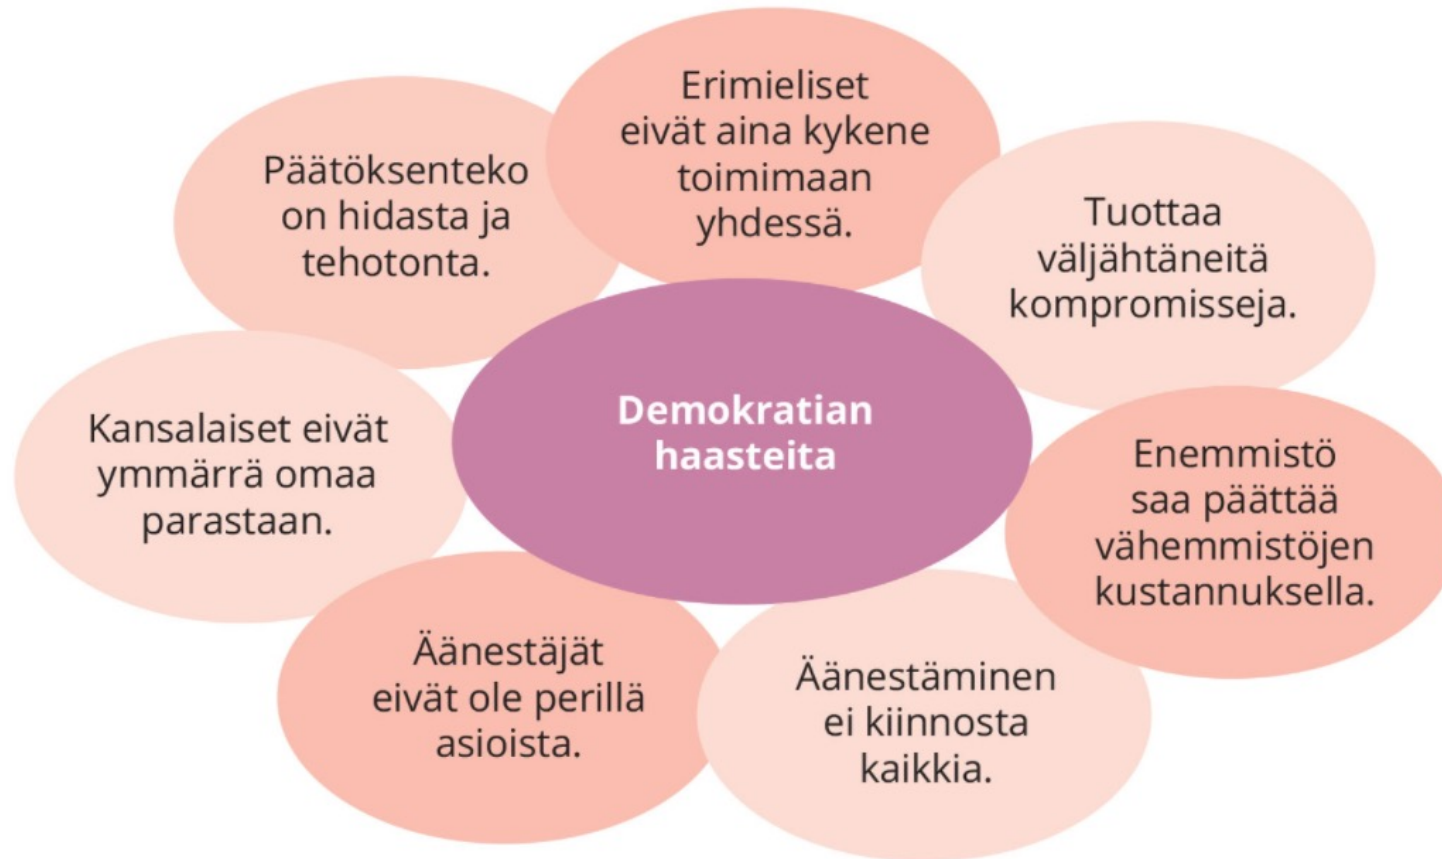 Erimieliset
eivät aina kykene
toimimaan
yhdessä.
Päätöksenteko
on hidasta ja
tehotonta.
Tuottaa
väljähtäneitä
kompromisseja.
Demokratian
haasteita
Kansalaiset eivät
ymmärrä omaa
parastaan.
Enemmistö
saa päättää
vähemmistöjen
kustannuksella.
Äänestäjät
eivät ole perillä
asioista.
Äänestäminen
ei kiinnosta
kaikkia.